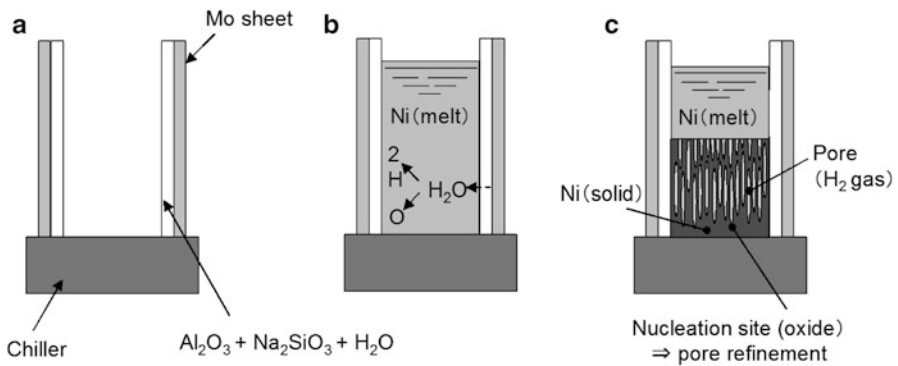 a
Mo sheet
Chiller
Al₂O₃ + Na₂SiO₃ + H₂O
b
Ni(melt)
2
H
H₂O
O
c
Ni(melt)
Pore
(H₂ gas)
Ni(solid)
Nucleation site (oxide)
⇒ pore refinement